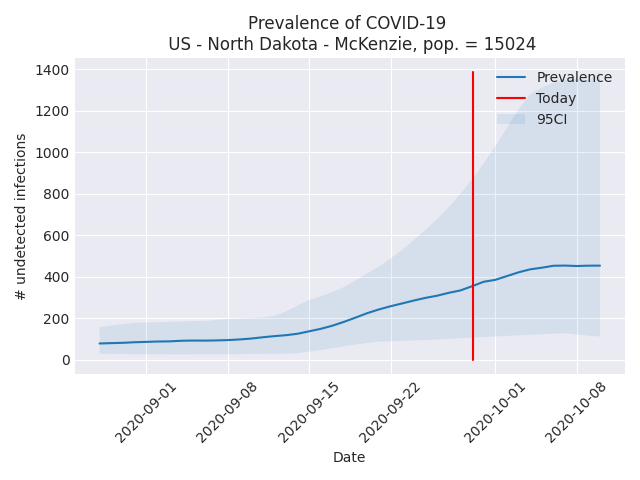 Prevalence of COVID-19
US - North Dakota - McKenzie, pop. = 15024
Prevalence
Today
95CI
1400
1200
1000
800
600
400
200
0
# undetected infections
2020-09-01
2020-09-08
2020-09-15
2020-09-22
2020-10-01
2020-10-08
Date